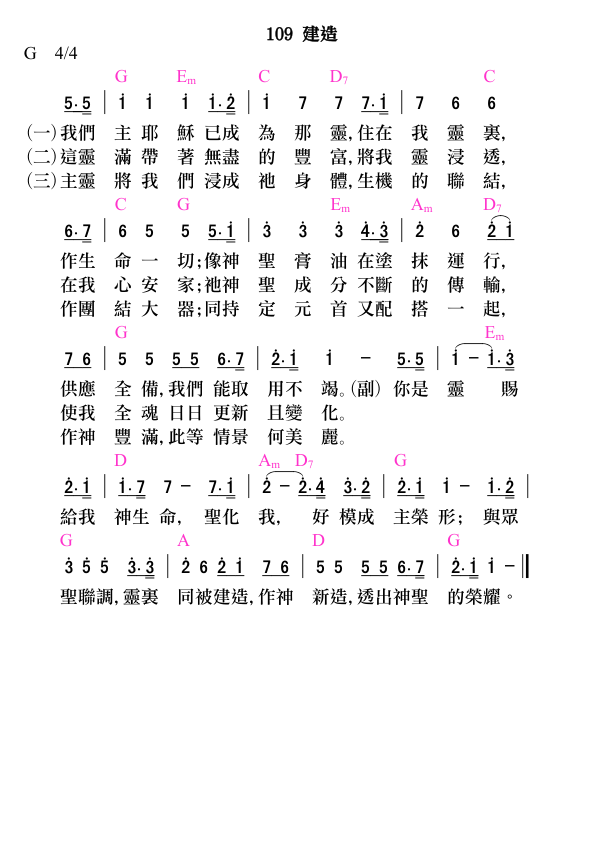 109 建造
G 4/4
G Em C D7 C
5·5 | i i i i·2 | i 7 7 7·i | 7 6 6
(一)我們 主 耶 穌 已成 為 那 靈,住在 我 靈 裏,
(二)這靈 滿 帶 著 無盡 的 豐 富,將我 靈 浸 透,
(三)主靈 將 我 們 浸成 祂 身 體,生機 的 聯 結,
C G Em Am D7
6·7 | 6 5 5 5·i | 3 3 3 4·3 | 2 6 2 i
作生 命 一 切;像神 聖 膏 油 在塗 抹 運 行,
在我 心 安 家;祂神 聖 成 分 不斷 的 傳 輸,
作團 結 大 器;同持 定 元 首 又配 搭 一 起,
G Em
7 6 | 5 5 5 5 6·7 | 2·i i – 5·5 | i – i·3
供應 全 備,我們 能取 用不 竭。(副) 你是 靈 賜
使我 全 魂 日日 更新 且變 化。
作神 豐 滿,此等 情景 何美 麗。
D Am D7 G
2·i | i·7 7 – 7·i | 2 – 2·4 3·2 | 2·i i – i·2 |
給我 神生 命, 聖化 我, 好 模成 主榮 形; 與眾
G A D G
3 5 5 3·3 | 2 6 2 i 7 6 | 5 5 5 5 6·7 | 2·i i – ‖
聖聯調,靈裏 同被建造,作神 新造,透出神聖 的榮耀。